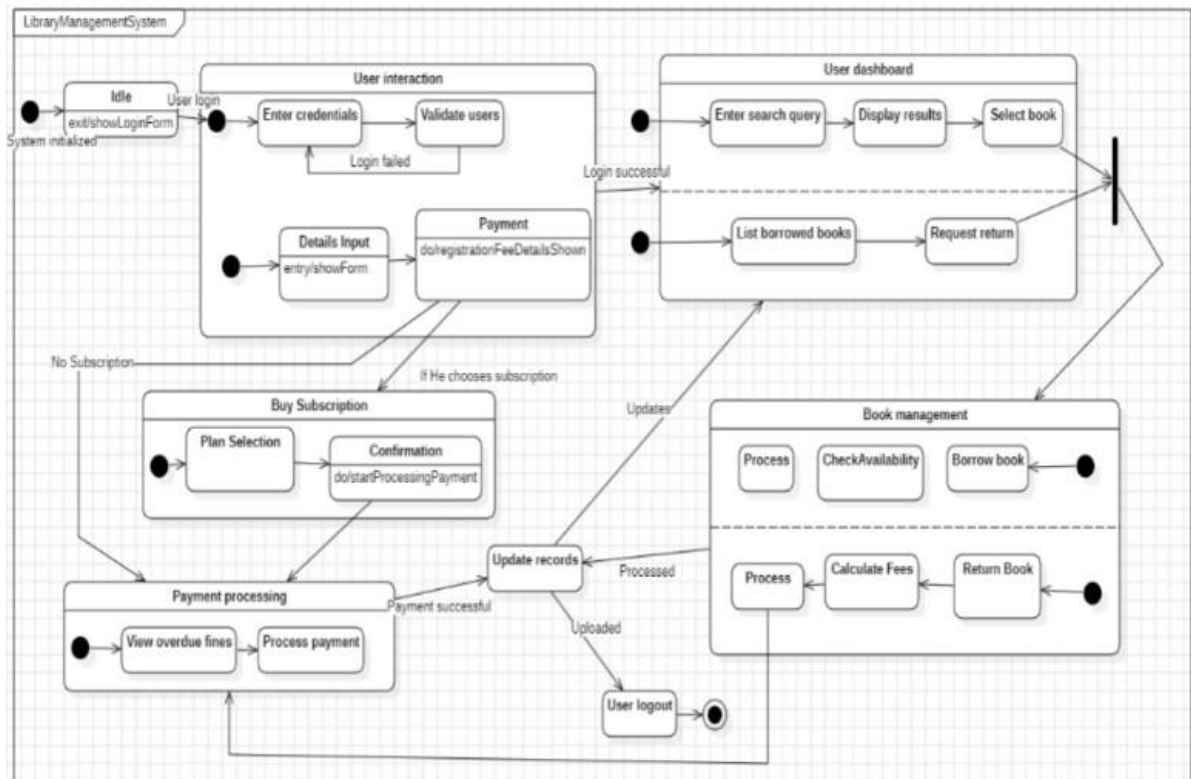 LibraryManagementSystem
Idle
exit/showLoginForm
System initialized
User login
User interaction
Enter credentials
Validate users
Login failed
Details Input
entry/showForm
Payment
do/registrationFeeDetailsShown
Login successful
User dashboard
Enter search query
Display results
Select book
List borrowed books
Request return
No Subscription
If He chooses subscription
Buy Subscription
Plan Selection
Confirmation
do/startProcessingPayment
Updates
Book management
Process
CheckAvailability
Borrow book
Process
Calculate Fees
Return Book
Update records
Processed
Payment processing
Payment successful
View overdue fines
Process payment
Uploaded
User logout